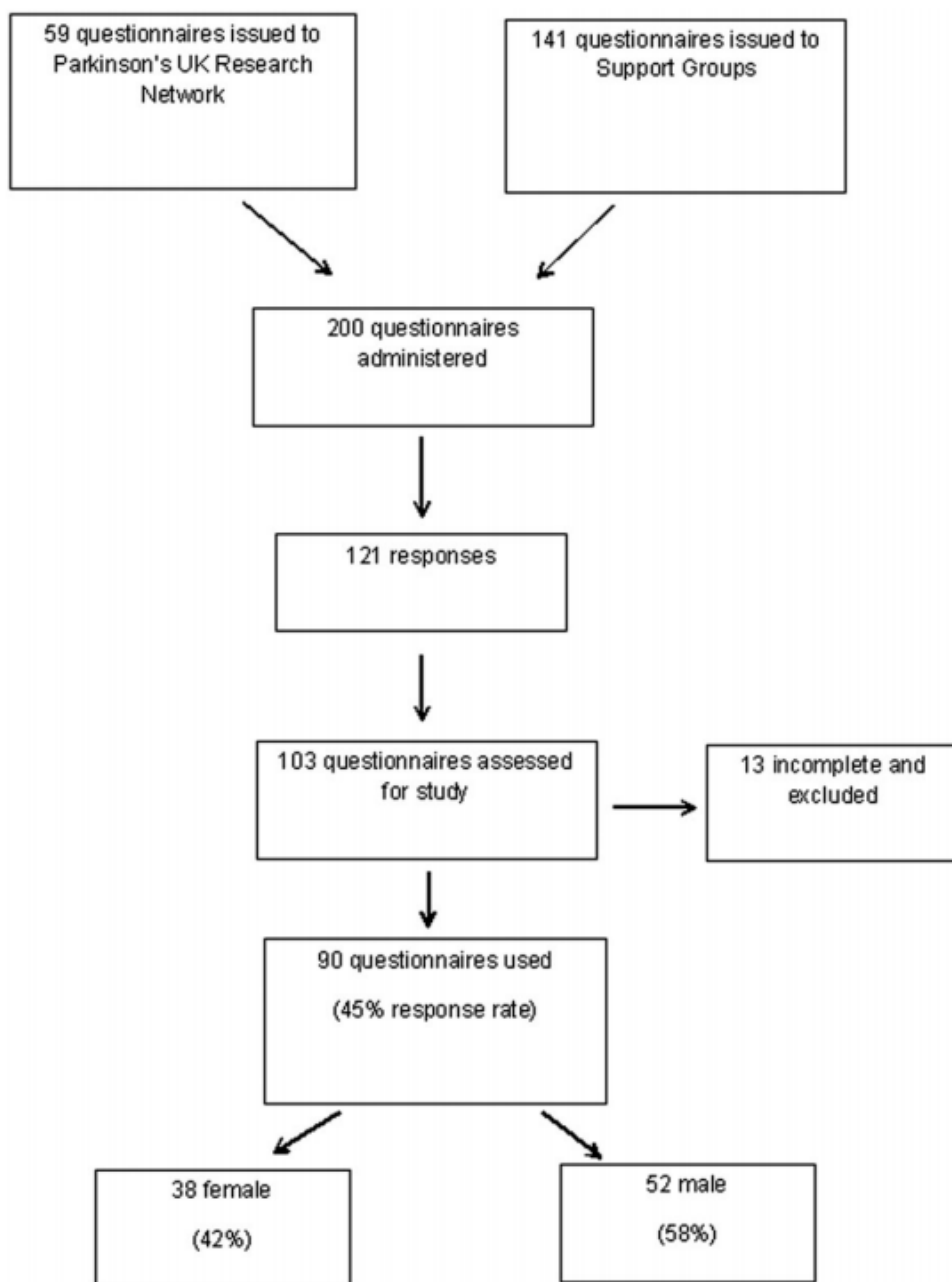 59 questionnaires issued to
Parkinson's UK Research
Network
141 questionnaires issued to
Support Groups
200 questionnaires
administered
121 responses
103 questionnaires assessed
for study
13 incomplete and
excluded
90 questionnaires used
(45% response rate)
38 female
(42%)
52 male
(58%)